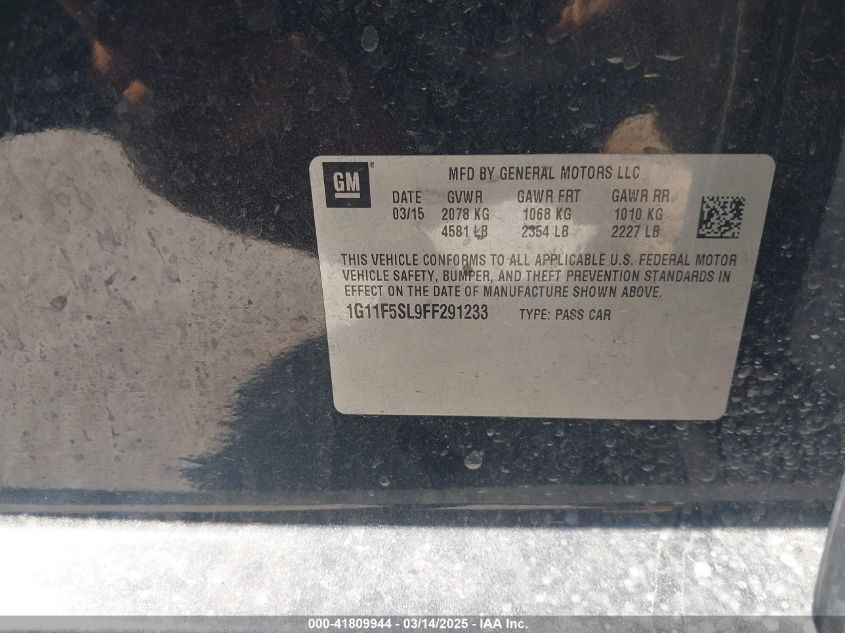 GM ®
MFD BY GENERAL MOTORS LLC
DATE GVWR GAWR FRT GAWR RR
03/15 2078 KG 1068 KG 1010 KG
4581 LB 2354 LB 2227 LB
THIS VEHICLE CONFORMS TO ALL APPLICABLE U.S. FEDERAL MOTOR
VEHICLE SAFETY, BUMPER, AND THEFT PREVENTION STANDARDS IN
EFFECT ON THE DATE OF MANUFACTURE SHOWN ABOVE.
1G11F5SL9FF291233 TYPE: PASS CAR
000-41809944 / 03/14/2025 - IAA, Inc.